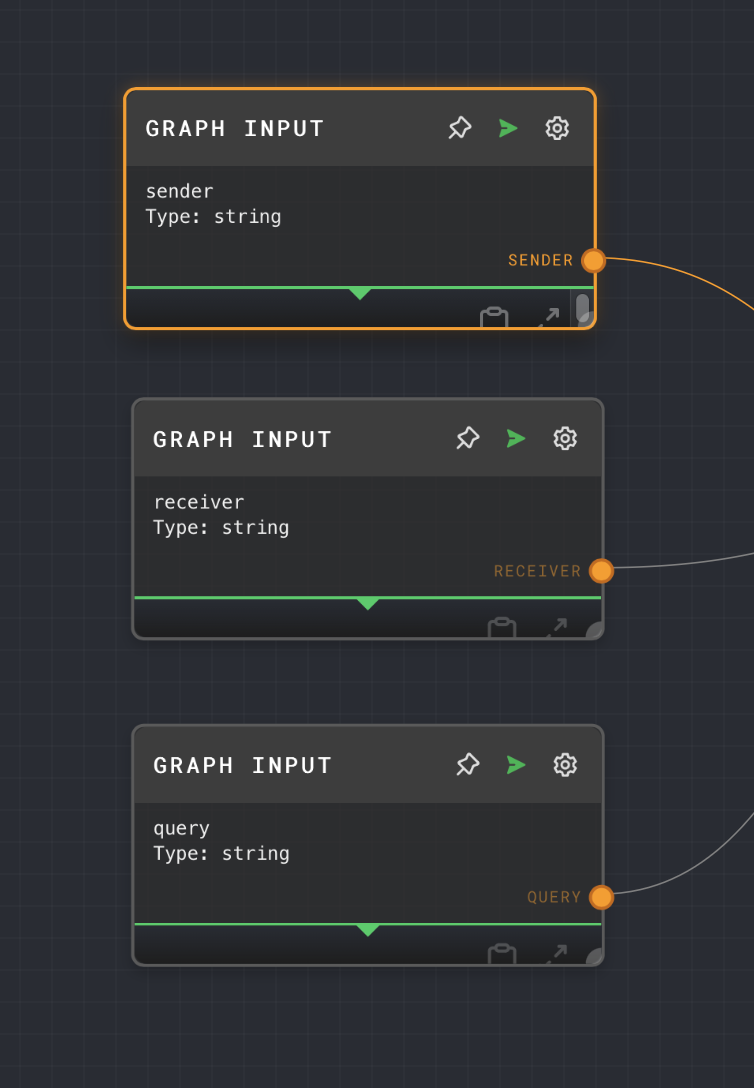 GRAPH INPUT
sender
Type: string
SENDER
GRAPH INPUT
receiver
Type: string
RECEIVER
GRAPH INPUT
query
Type: string
QUERY